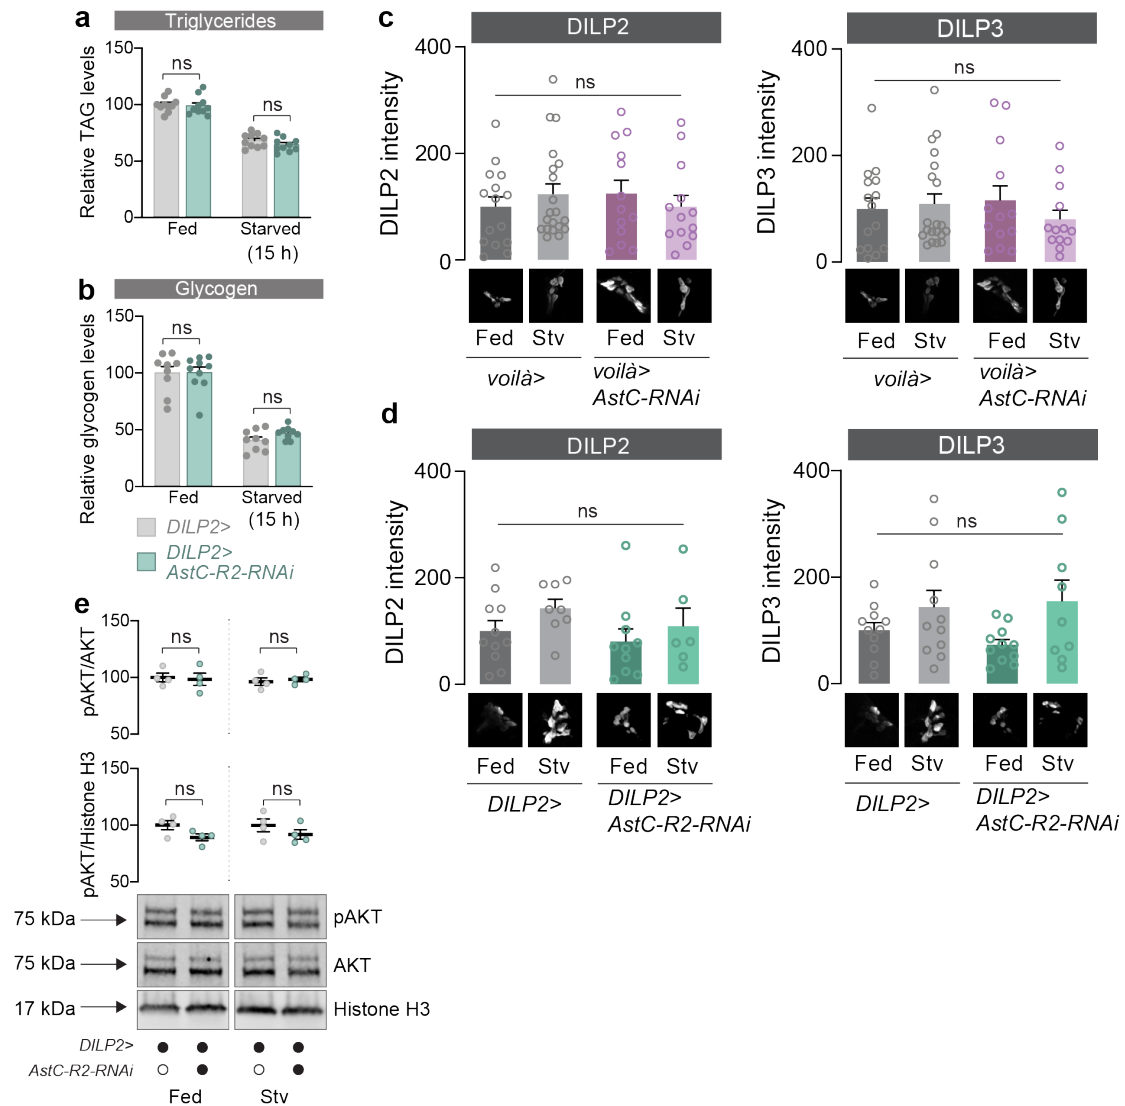 a
Triglycerides
Relative TAG levels
150
100
50
0
ns
ns
Fed
Starved
(15 h)
b
Glycogen
Relative glycogen levels
150
100
50
0
ns
ns
Fed
Starved
(15 h)
DILP2>
DILP2>
AstC-R2-RNAi
c
DILP2
DILP2 intensity
400
200
0
ns
Fed Stv Fed Stv
voilà> voilà>
AstC-RNAi
DILP3
DILP3 intensity
400
200
0
ns
Fed Stv Fed Stv
voilà> voilà>
AstC-RNAi
d
DILP2
DILP2 intensity
400
200
0
ns
Fed Stv Fed Stv
DILP2> DILP2>
AstC-R2-RNAi
DILP3
DILP3 intensity
400
200
0
ns
Fed Stv Fed Stv
DILP2> DILP2>
AstC-R2-RNAi
e
pAKT/AKT
150
100
50
ns
ns
pAKT/Histone H3
150
100
50
ns
ns
75 kDa pAKT
75 kDa AKT
17 kDa Histone H3
DILP2>
AstC-R2-RNAi
Fed Stv